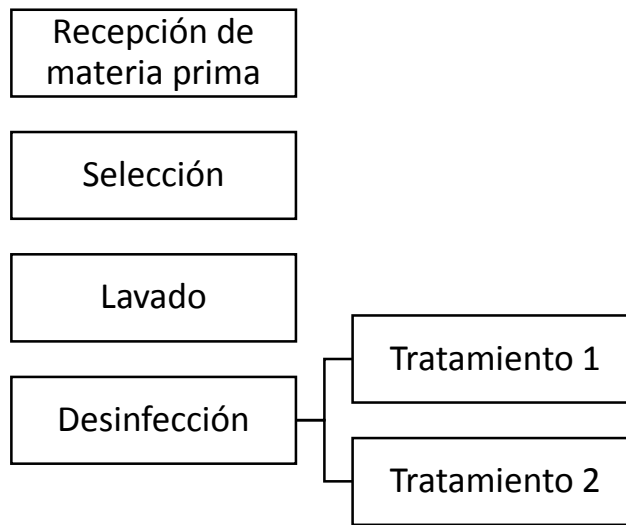 Recepción de
materia prima
Selección
Lavado
Desinfección
Tratamiento 1
Tratamiento 2